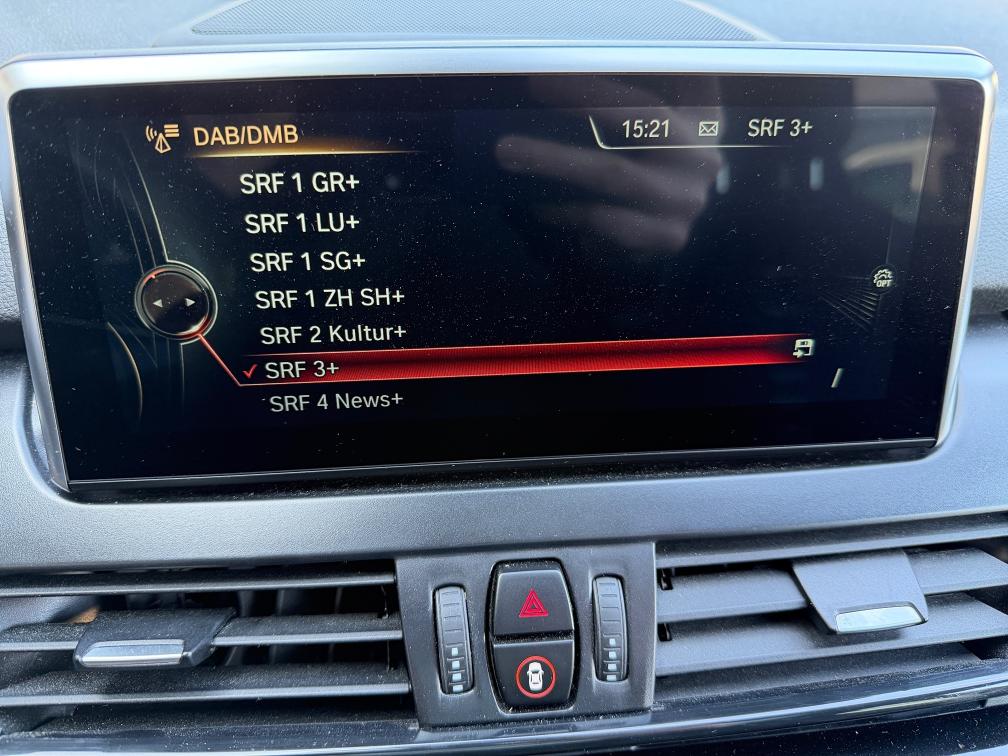 DAB/DMB
15:21 SRF 3+
SRF 1 GR+
SRF 1 LU+
SRF 1 SG+
SRF 1 ZH SH+
SRF 2 Kultur+
SRF 3+
SRF 4 News+
OPT